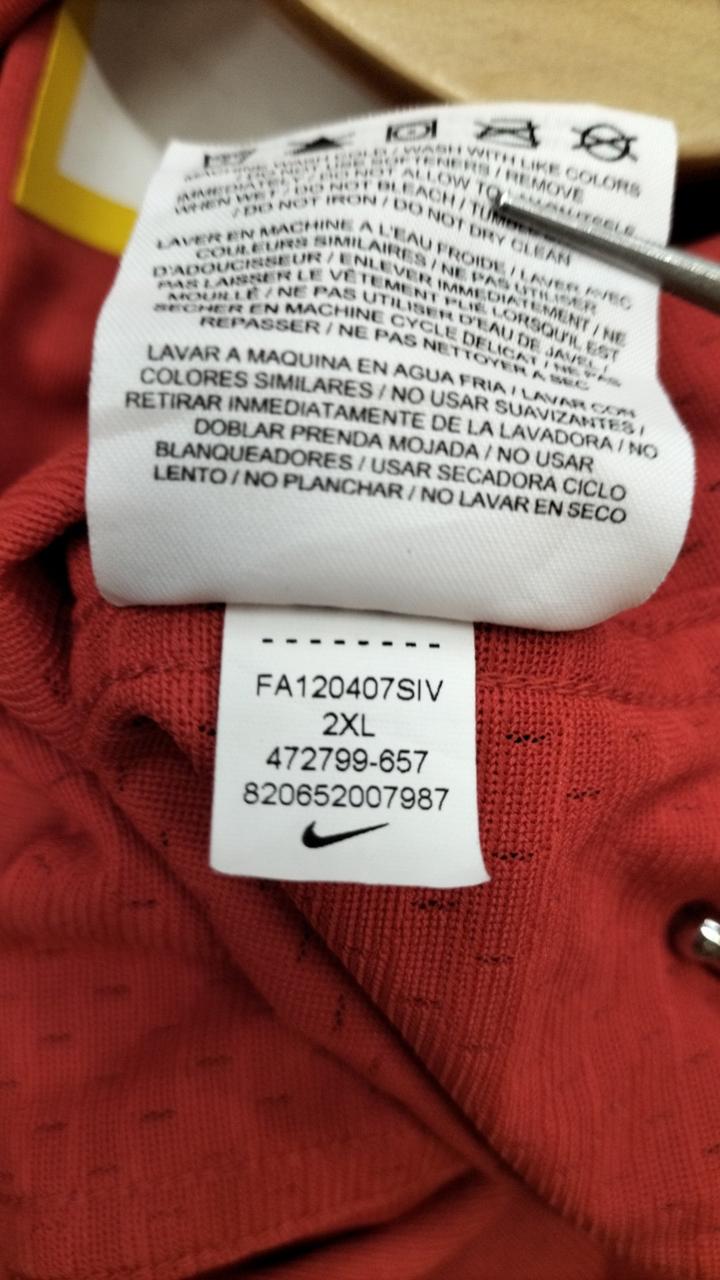 MACHINE WASH COLD / WASH WITH LIKE COLORS
SOFTENERS / REMOVE
IMMEDIATELY / DO NOT ALLOW TO
WHEN WET / DO NOT BLEACH / TUMBLE
/ DO NOT IRON / DO NOT DRY CLEAN
LAVER EN MACHINE A L'EAU FROIDE / LAVER AVEC
COULEURS SIMILAIRES / NE PAS UTILISER
D'ADOUCISSEUR / ENLEVER IMMEDIATEMENT / NE
PAS LAISSER LE VÊTEMENT PLIÉ LORSQU'IL EST
MOUILLÉ / NE PAS UTILISER D'EAU DE JAVEL /
SECHER EN MACHINE CYCLE DELICAT / NE PAS
REPASSER / NE PAS NETTOYER A SEC
LAVAR A MAQUINA EN AGUA FRIA / LAVAR CON
COLORES SIMILARES / NO USAR SUAVIZANTES /
RETIRAR INMEDIATAMENTE DE LA LAVADORA / NO
DOBLAR PRENDA MOJADA / NO USAR
BLANQUEADORES / USAR SECADORA CICLO
LENTO / NO PLANCHAR / NO LAVAR EN SECO
FA120407SIV
2XL
472799-657
820652007987